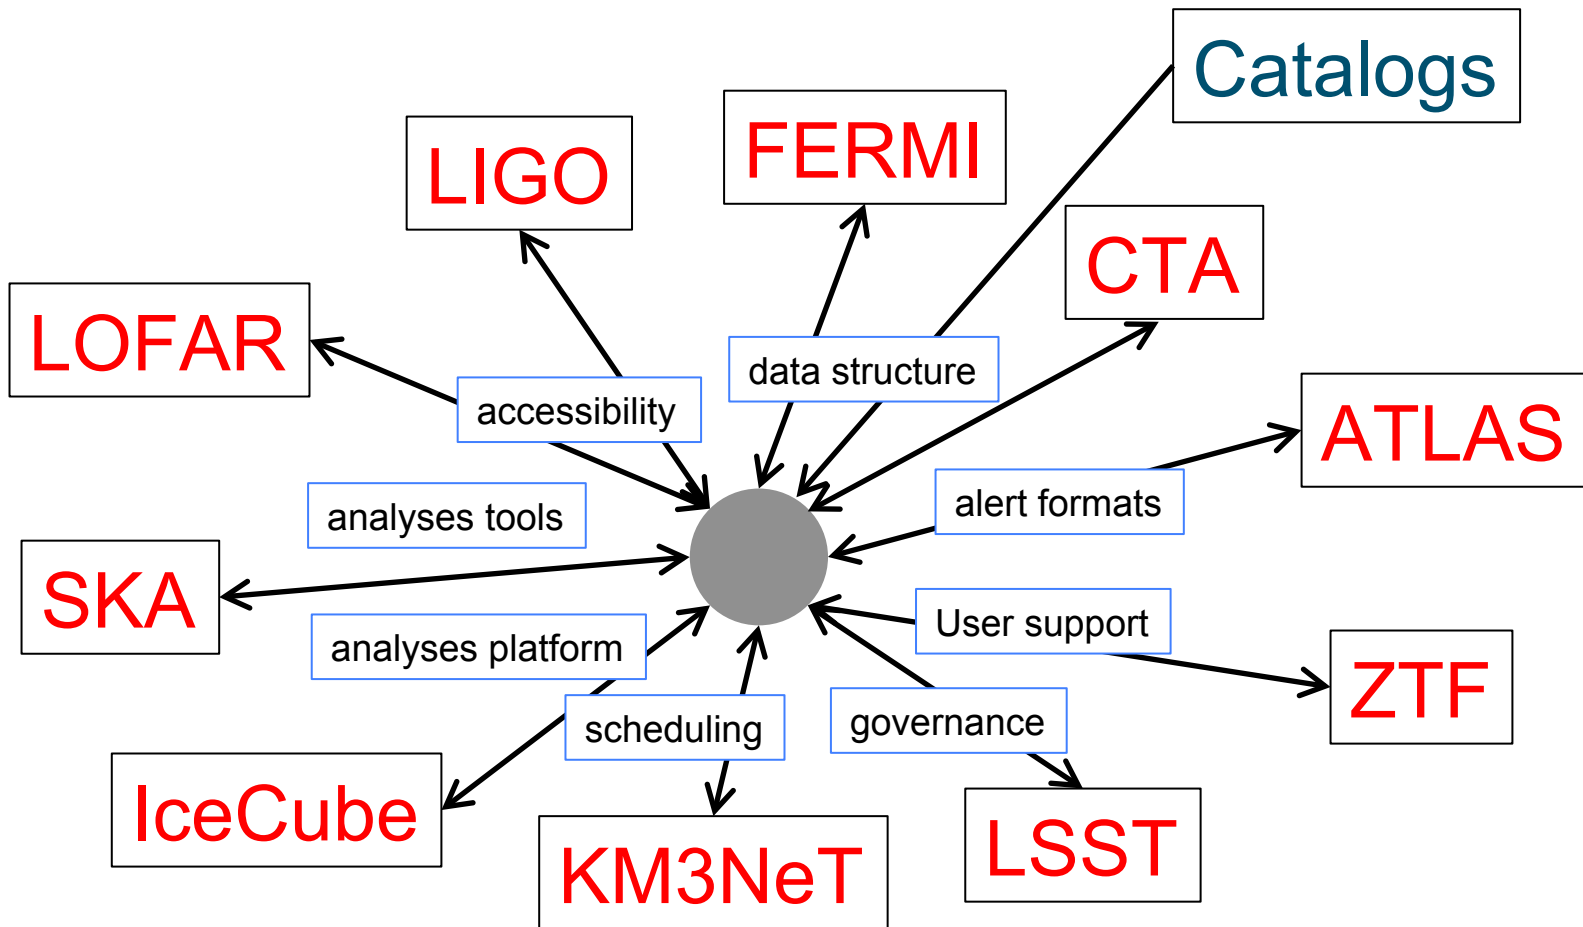 Catalogs
FERMI
LIGO
CTA
LOFAR
data structure
accessibility
ATLAS
alert formats
analyses tools
SKA
User support
analyses platform
ZTF
scheduling
governance
IceCube
LSST
KM3NeT